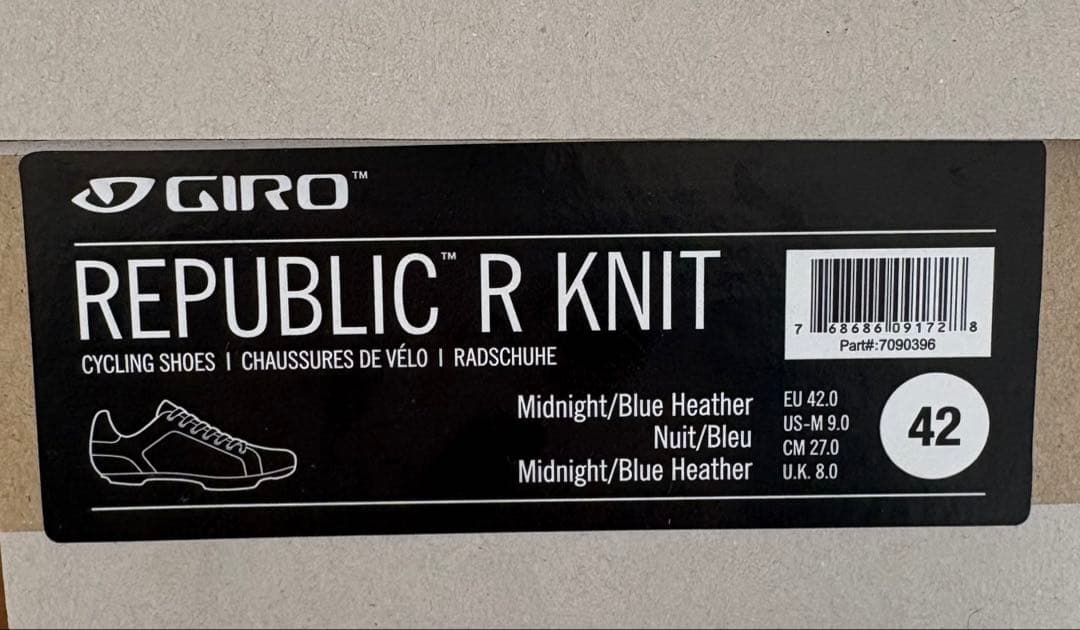 GIRO™
REPUBLIC™ R KNIT
CYCLING SHOES | CHAUSSURES DE VÉLO | RADSCHUHE
7 68686 09172 8
Part#:7090396
Midnight/Blue Heather
Nuit/Bleu
Midnight/Blue Heather
EU 42.0
US-M 9.0
CM 27.0
U.K. 8.0
42